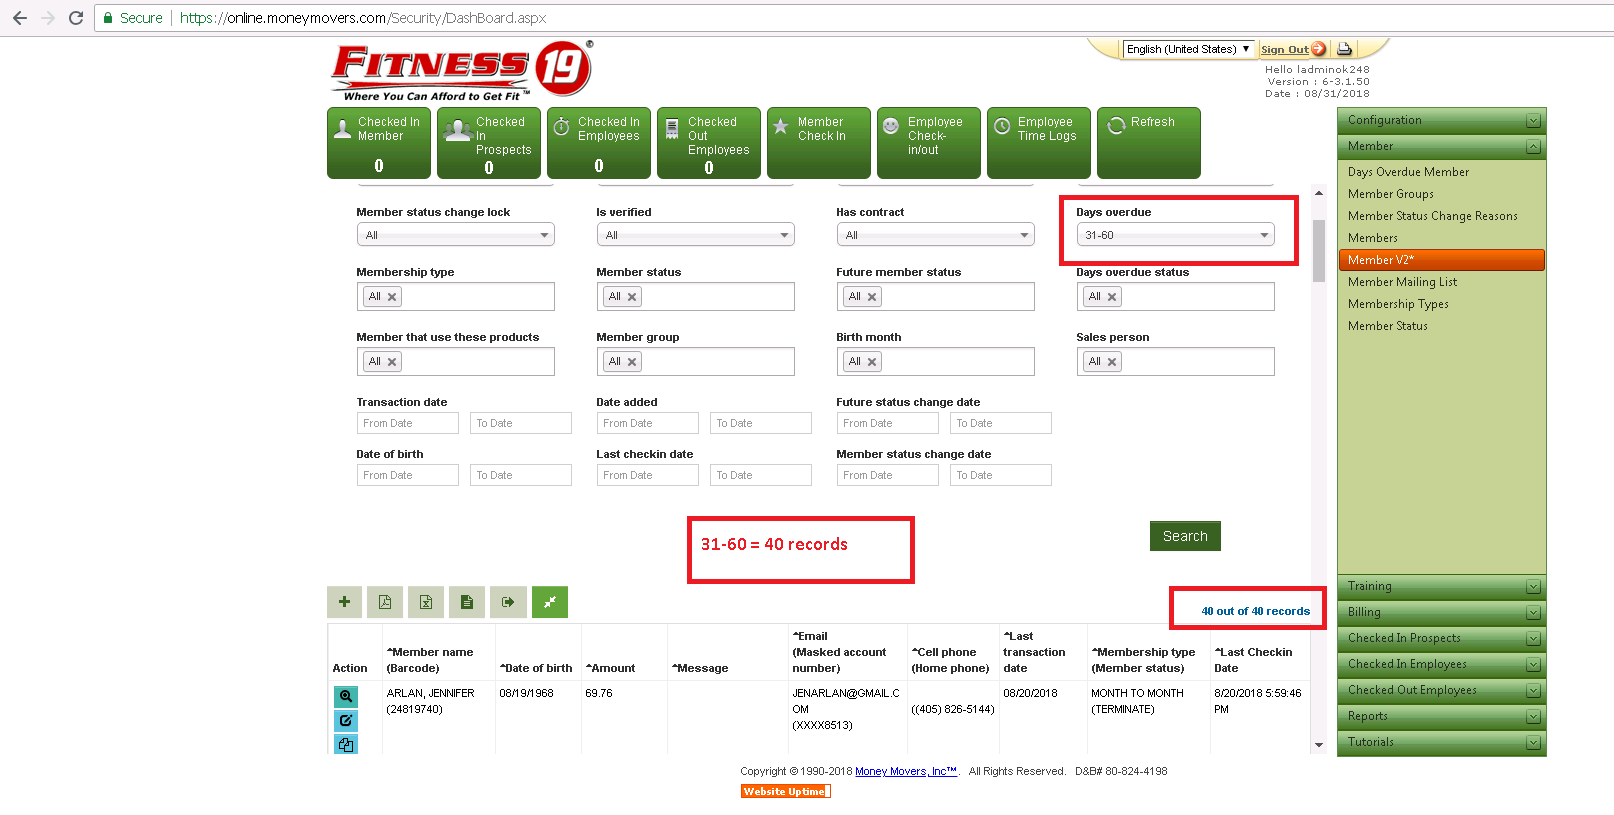 Secure | https://online.moneymovers.com/Security/DashBoard.aspx
FITNESS 19®
Where You Can Afford to Get Fit™
English (United States) Sign Out
Hello ladminok248
Version : 6-3.1.50
Date : 08/31/2018
Checked In Member 0
Checked In Prospects 0
Checked In Employees 0
Checked Out Employees 0
Member Check In
Employee Check-in/out
Employee Time Logs
Refresh
Member status change lock Is verified Has contract Days overdue
All All All 31-60
Membership type Member status Future member status Days overdue status
All All All All
Member that use these products Member group Birth month Sales person
All All All All
Transaction date Date added Future status change date
From Date To Date From Date To Date From Date To Date
Date of birth Last checkin date Member status change date
From Date To Date From Date To Date From Date To Date
31-60 = 40 records
Search
40 out of 40 records
Action ^Member name (Barcode) ^Date of birth ^Amount ^Message ^Email (Masked account number) ^Cell phone (Home phone) ^Last transaction date ^Membership type (Member status) ^Last Checkin Date
ARLAN, JENNIFER (24819740) 08/19/1968 69.76 JENARLAN@GMAIL.COM (XXXX8513) ((405) 826-5144) 08/20/2018 MONTH TO MONTH (TERMINATE) 8/20/2018 5:59:46 PM
Configuration
Member
Days Overdue Member
Member Groups
Member Status Change Reasons
Members
Member V2*
Member Mailing List
Membership Types
Member Status
Training
Billing
Checked In Prospects
Checked In Employees
Checked Out Employees
Reports
Tutorials
Copyright © 1990-2018 Money Movers, Inc™. All Rights Reserved. D&B# 80-824-4198
Website Uptime